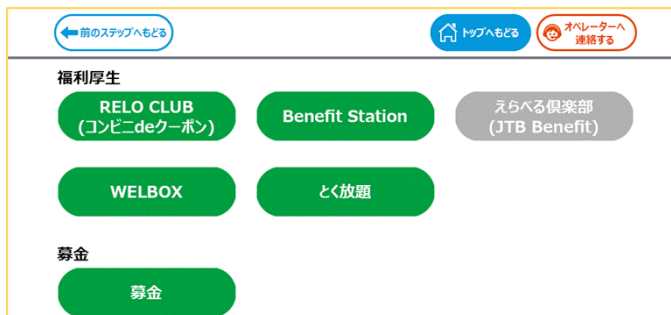 前のステップへもどる
トップへもどる
オペレーターへ
連絡する
福利厚生
RELO CLUB
(コンビニdeクーポン)
Benefit Station
えらべる倶楽部
(JTB Benefit)
WELBOX
とく放題
募金
募金